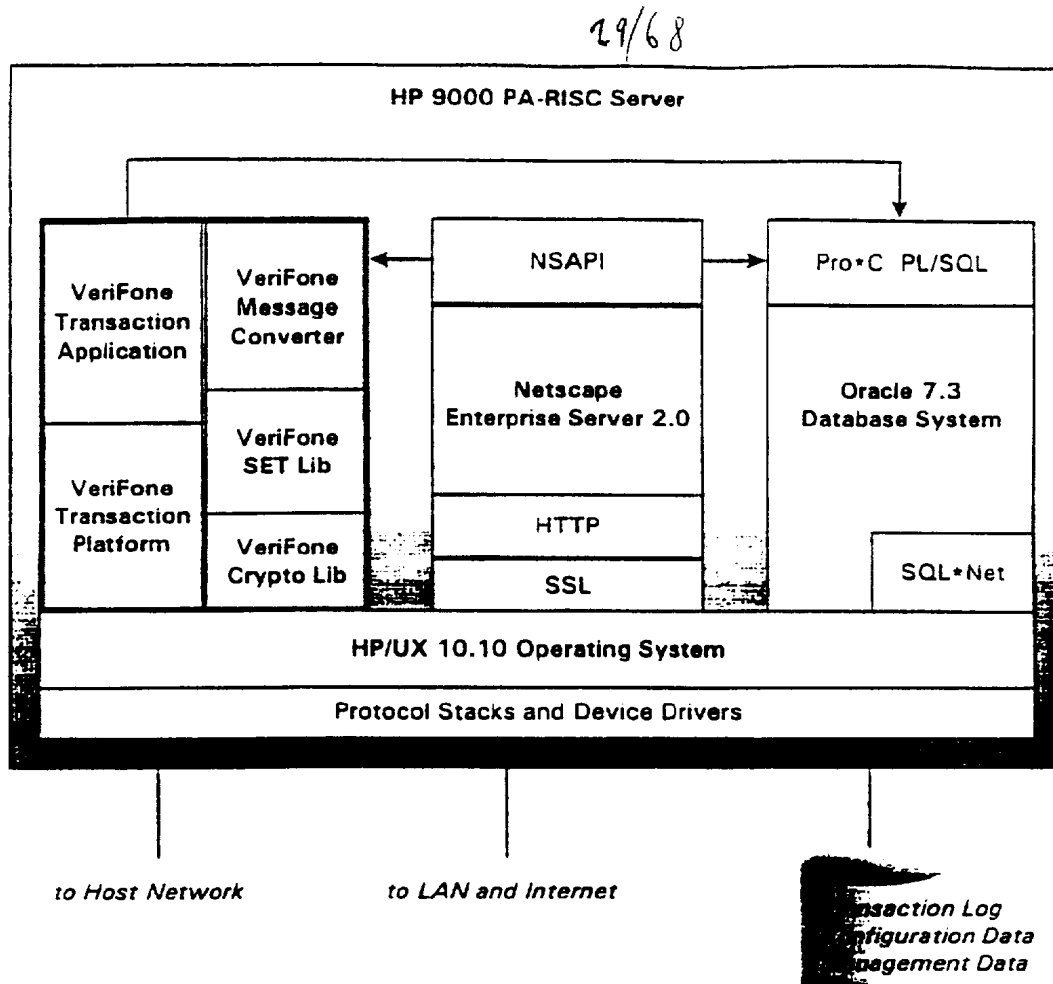 29/68
HP 9000 PA-RISC Server
VeriFone
Transaction
Application
VeriFone
Transaction
Platform
VeriFone
Message
Converter
VeriFone
SET Lib
VeriFone
Crypto Lib
NSAPI
Netscape
Enterprise Server 2.0
HTTP
SSL
Pro*C PL/SQL
Oracle 7.3
Database System
SQL*Net
HP/UX 10.10 Operating System
Protocol Stacks and Device Drivers
to Host Network
to LAN and Internet
Log
Data
Data